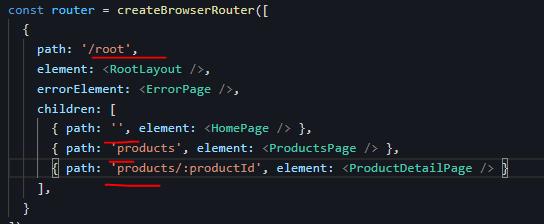 const router = createBrowserRouter([
{
path: '/root',
element: <RootLayout />,
errorElement: <ErrorPage />,
children: [
{ path: '', element: <HomePage /> },
{ path: 'products', element: <ProductsPage /> },
{ path: 'products/:productId', element: <ProductDetailPage /> }
],
}